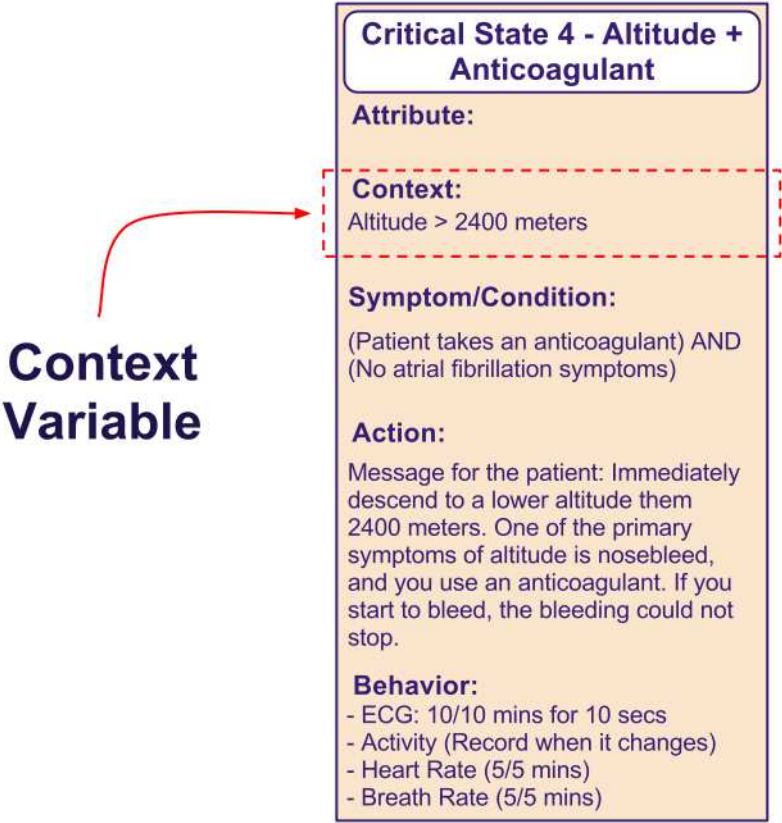 Critical State 4 - Altitude +
Anticoagulant
Attribute:
Context:
Altitude > 2400 meters
Context
Variable
Symptom/Condition:
(Patient takes an anticoagulant) AND
(No atrial fibrillation symptoms)
Action:
Message for the patient: Immediately
descend to a lower altitude them
2400 meters. One of the primary
symptoms of altitude is nosebleed,
and you use an anticoagulant. If you
start to bleed, the bleeding could not
stop.
Behavior:
- ECG: 10/10 mins for 10 secs
- Activity (Record when it changes)
- Heart Rate (5/5 mins)
- Breath Rate (5/5 mins)